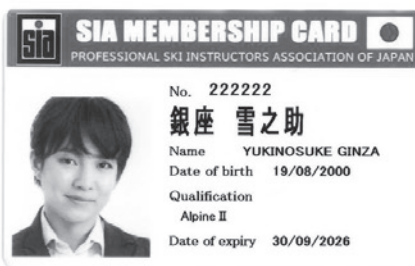 sia SIA MEMBERSHIP CARD
PROFESSIONAL SKI INSTRUCTORS ASSOCIATION OF JAPAN
No. 222222
銀座 雪之助
Name YUKINOSUKE GINZA
Date of birth 19/08/2000
Qualification
Alpine Ⅱ
Date of expiry 30/09/2026